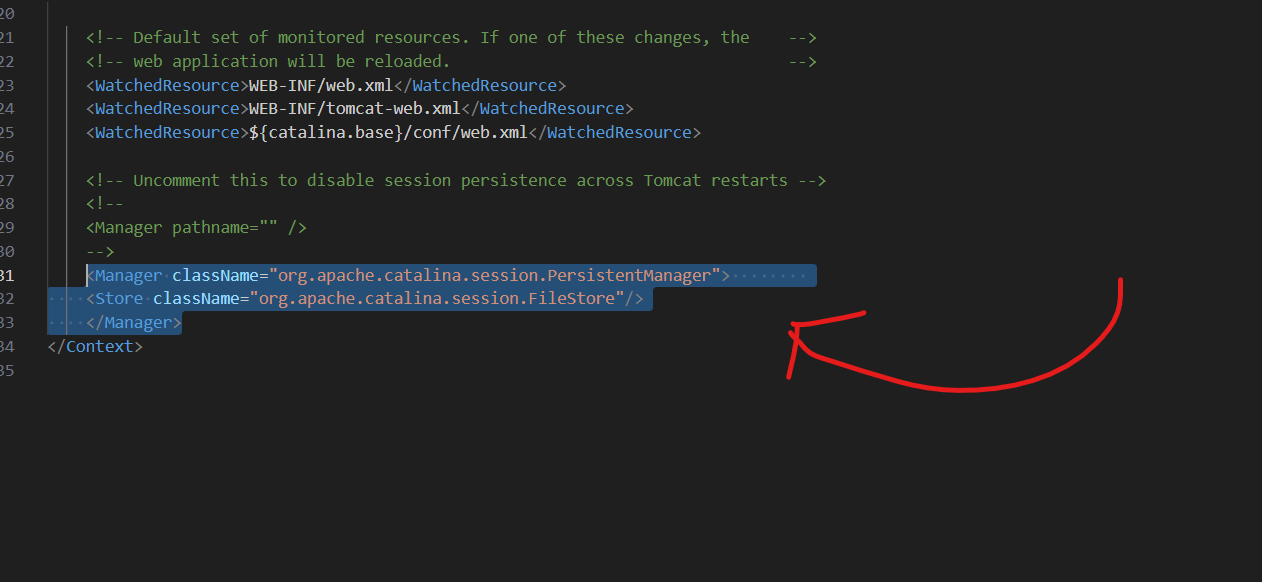 20
21 <!-- Default set of monitored resources. If one of these changes, the    -->
22 <!-- web application will be reloaded.                                   -->
23 <WatchedResource>WEB-INF/web.xml</WatchedResource>
24 <WatchedResource>WEB-INF/tomcat-web.xml</WatchedResource>
25 <WatchedResource>${catalina.base}/conf/web.xml</WatchedResource>
26
27 <!-- Uncomment this to disable session persistence across Tomcat restarts -->
28 <!--
29 <Manager pathname="" />
30 -->
31 <Manager className="org.apache.catalina.session.PersistentManager">
32 <Store className="org.apache.catalina.session.FileStore"/>
33 </Manager>
34 </Context>
35